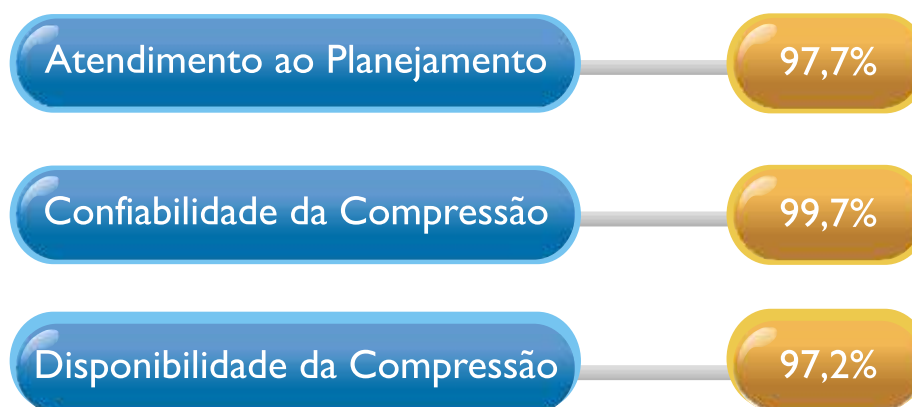 Atendimento ao Planejamento 97,7%
Confiabilidade da Compressão 99,7%
Disponibilidade da Compressão 97,2%